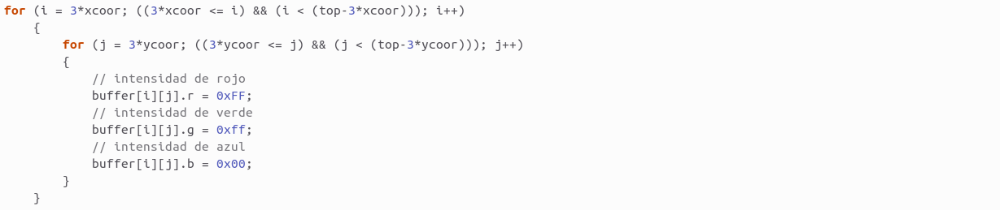 for (i = 3*xcoor; ((3*xcoor <= i) && (i < (top-3*xcoor))); i++)
    {
        for (j = 3*ycoor; ((3*ycoor <= j) && (j < (top-3*ycoor))); j++)
        {
            // intensidad de rojo
            buffer[i][j].r = 0xFF;
            // intensidad de verde
            buffer[i][j].g = 0xff;
            // intensidad de azul
            buffer[i][j].b = 0x00;
        }
    }